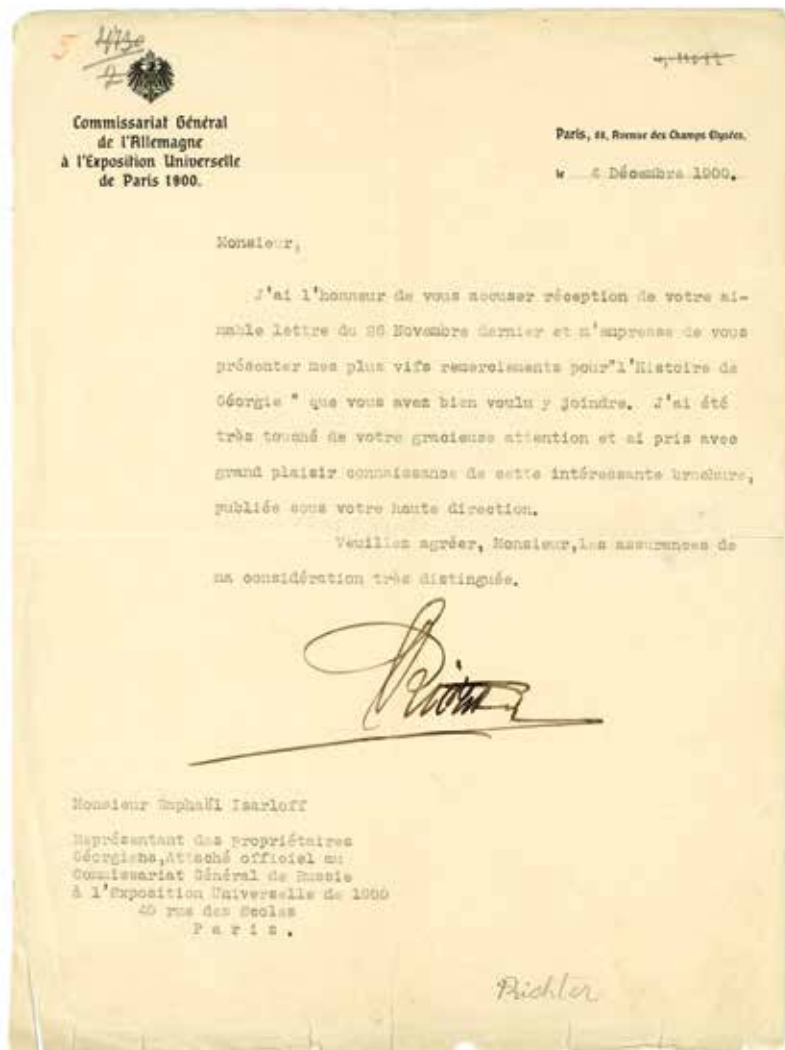 5
4730
2
Commissariat Général
de l'Allemagne
à l'Exposition Universelle
de Paris 1900.
Paris, 88, Avenue des Champs Elysées,
le Décembre 1900.
Monsieur,
J'ai l'honneur de vous accuser réception de votre ai-
mable lettre du 26 Novembre dernier et m'empresse de vous
présenter mes plus vifs remerciements pour"l'Histoire de
Géorgie " que vous avez bien voulu y joindre. J'ai été
très touché de votre gracieuse attention et ai pris avec
grand plaisir connaissance de cette intéressante brochure,
publiée sous votre haute direction.
Veuillez agréer, Monsieur,les assurances de
ma considération très distinguée.
Richter
Monsieur Raphaël Isarloff
Représentant des propriétaires
Géorgiens,Attaché officiel au
Commissariat Général de Russie
à l'Exposition Universelle de 1900
40 rue des Ecoles
Paris.
Richter